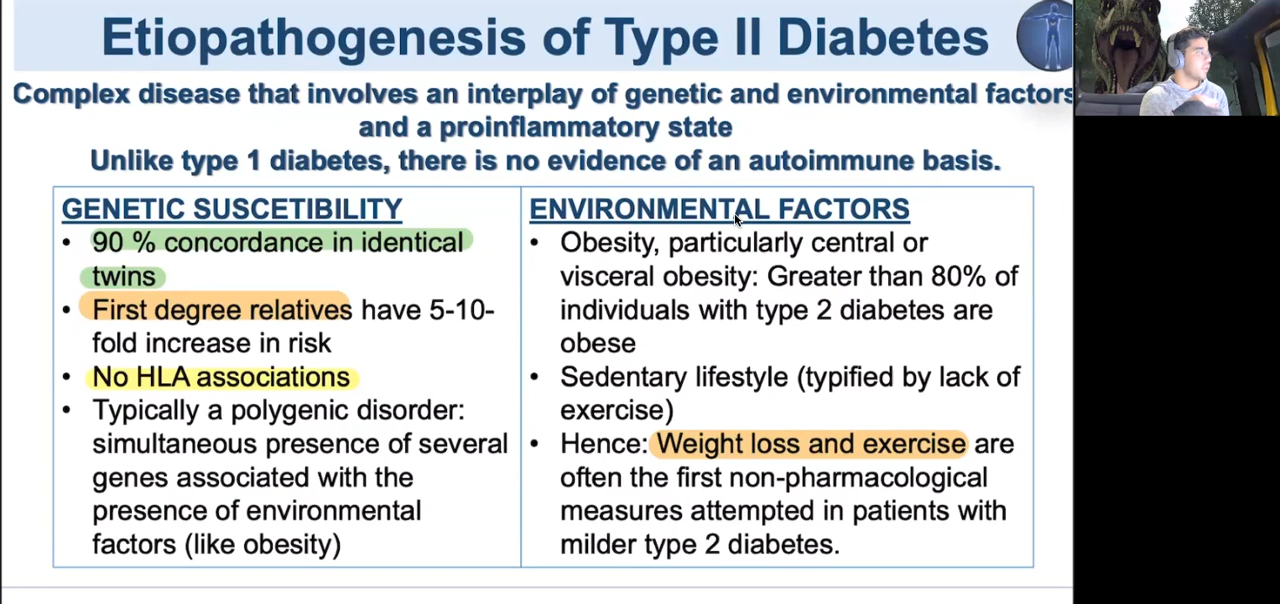 Etiopathogenesis of Type II Diabetes
Complex disease that involves an interplay of genetic and environmental factors
and a proinflammatory state
Unlike type 1 diabetes, there is no evidence of an autoimmune basis.
GENETIC SUSCETIBILITY
• 90 % concordance in identical
twins
• First degree relatives have 5-10-
fold increase in risk
• No HLA associations
• Typically a polygenic disorder:
simultaneous presence of several
genes associated with the
presence of environmental
factors (like obesity)
ENVIRONMENTAL FACTORS
• Obesity, particularly central or
visceral obesity: Greater than 80% of
individuals with type 2 diabetes are
obese
• Sedentary lifestyle (typified by lack of
exercise)
• Hence: Weight loss and exercise are
often the first non-pharmacological
measures attempted in patients with
milder type 2 diabetes.